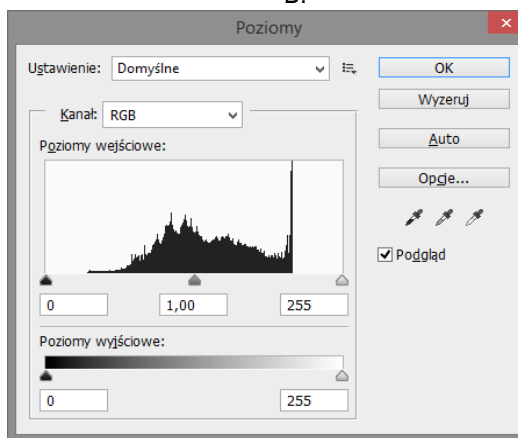 B.
Poziomy
Ustawienie: Domyślne
OK
Wyzeruj
Kanał: RGB
Auto
Poziomy wejściowe:
Opcje...
Podgląd
0 1,00 255
Poziomy wyjściowe:
0 255